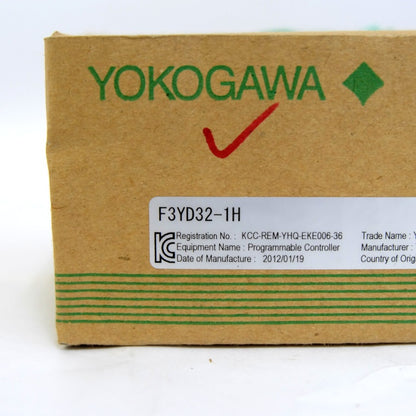 YOKOGAWA
F3YD32-1H
Registration No. : KCC-REM-YHQ-EKE006-36 Trade Name :
Equipment Name : Programmable Controller Manufacturer :
Date of Manufacture : 2012/01/19 Country of Orig